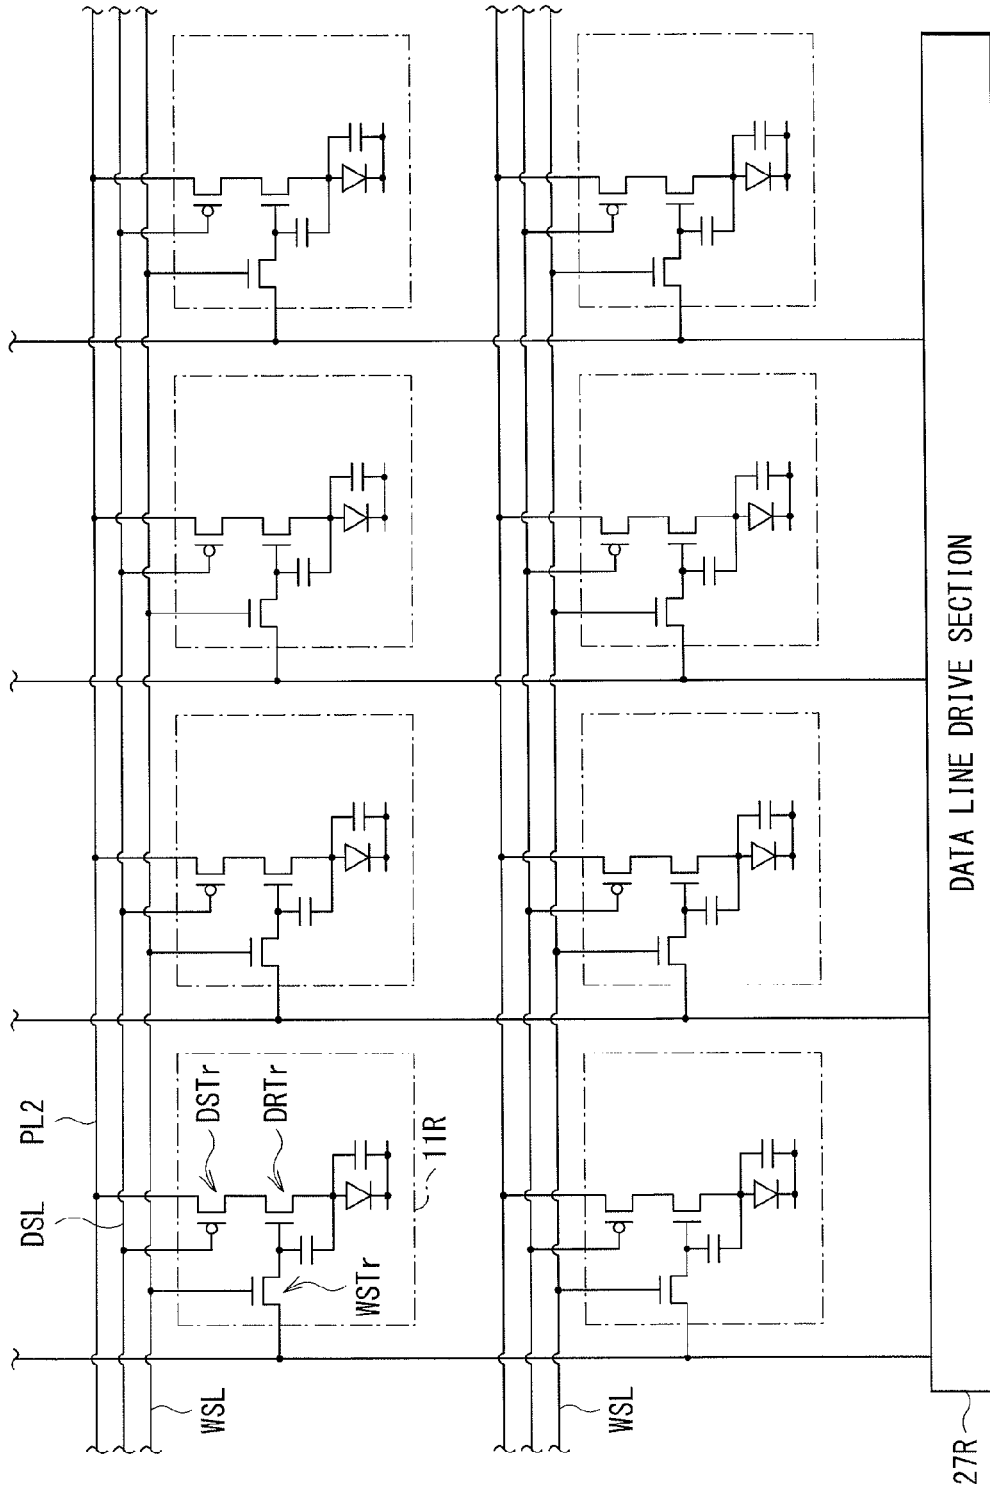 PL2
DSL
WSL
DSTr
DRTr
WSTr
11R
WSL
DATA LINE DRIVE SECTION
27R